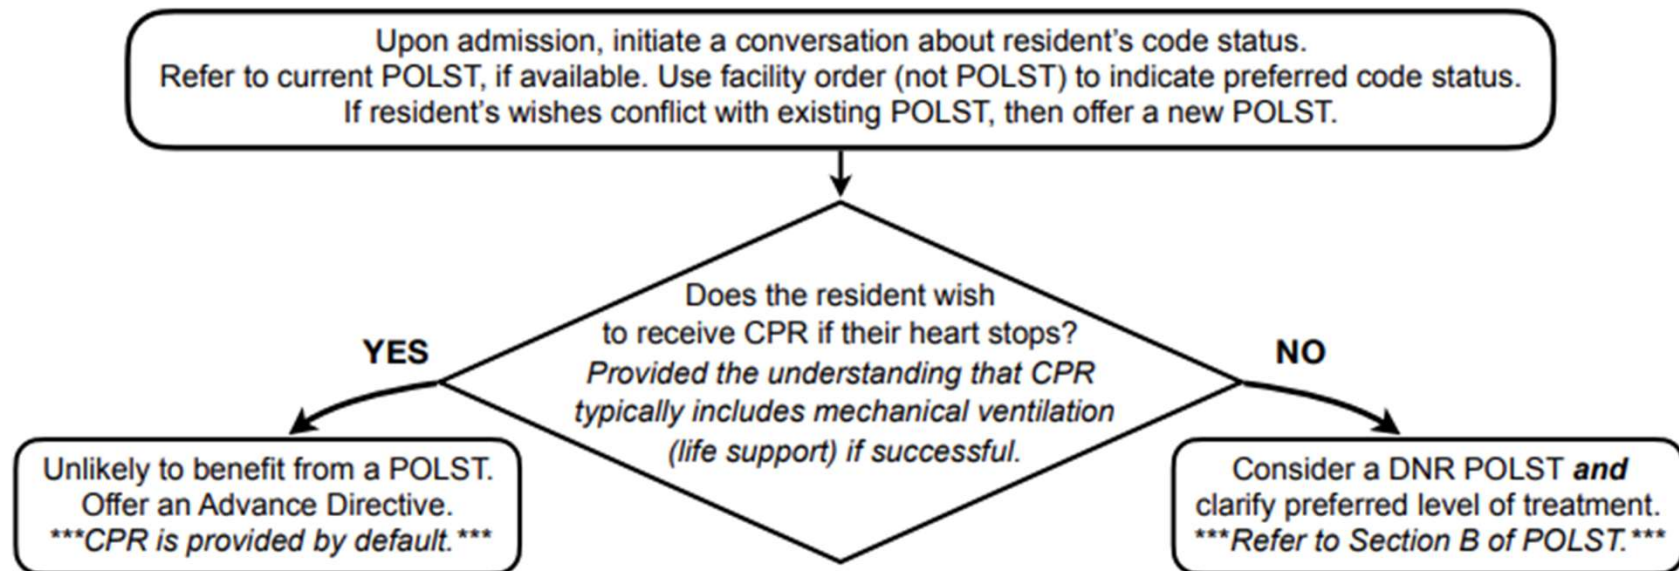 Upon admission, initiate a conversation about resident's code status.
Refer to current POLST, if available. Use facility order (not POLST) to indicate preferred code status.
If resident's wishes conflict with existing POLST, then offer a new POLST.
Does the resident wish
to receive CPR if their heart stops?
Provided the understanding that CPR
typically includes mechanical ventilation
(life support) if successful.
YES
NO
Unlikely to benefit from a POLST.
Offer an Advance Directive.
***CPR is provided by default.***
Consider a DNR POLST and
clarify preferred level of treatment.
***Refer to Section B of POLST.***